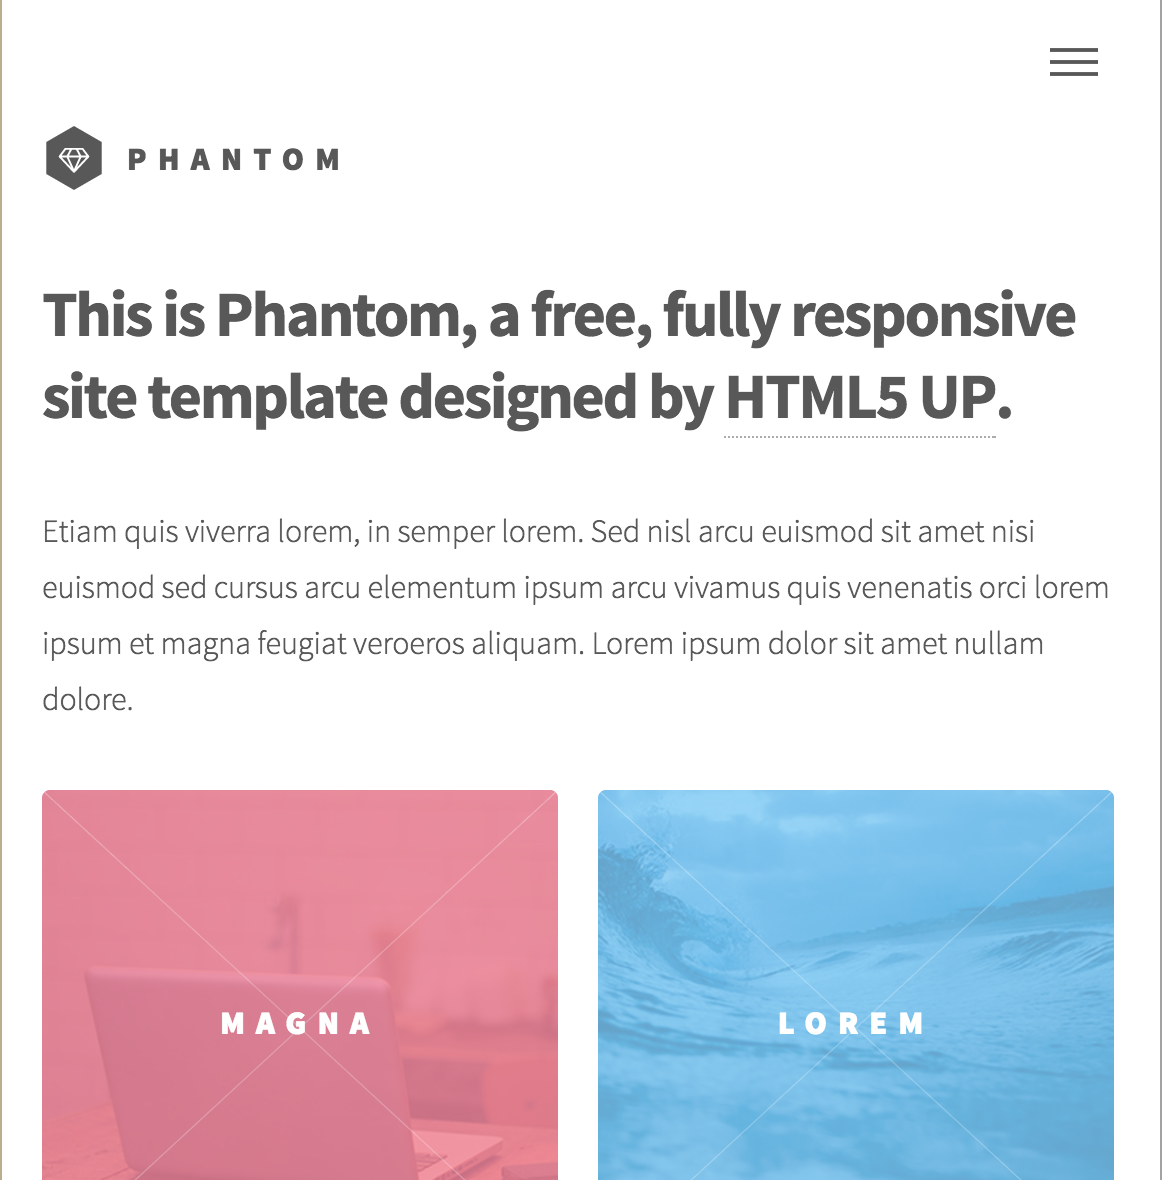 PHANTOM
This is Phantom, a free, fully responsive
site template designed by HTML5 UP.
Etiam quis viverra lorem, in semper lorem. Sed nisl arcu euismod sit amet nisi
euismod sed cursus arcu elementum ipsum arcu vivamus quis venenatis orci lorem
ipsum et magna feugiat veroeros aliquam. Lorem ipsum dolor sit amet nullam
dolore.
MAGNA
LOREM